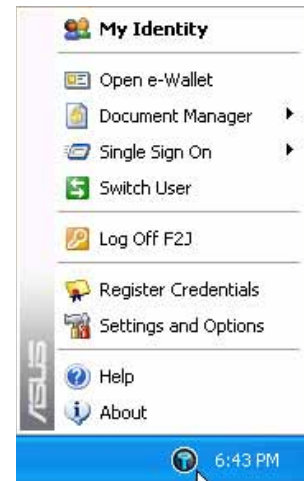 My Identity
Open e-Wallet
Document Manager
Single Sign On
Switch User
Log Off F2J
Register Credentials
Settings and Options
Help
About
ASUS
6:43 PM